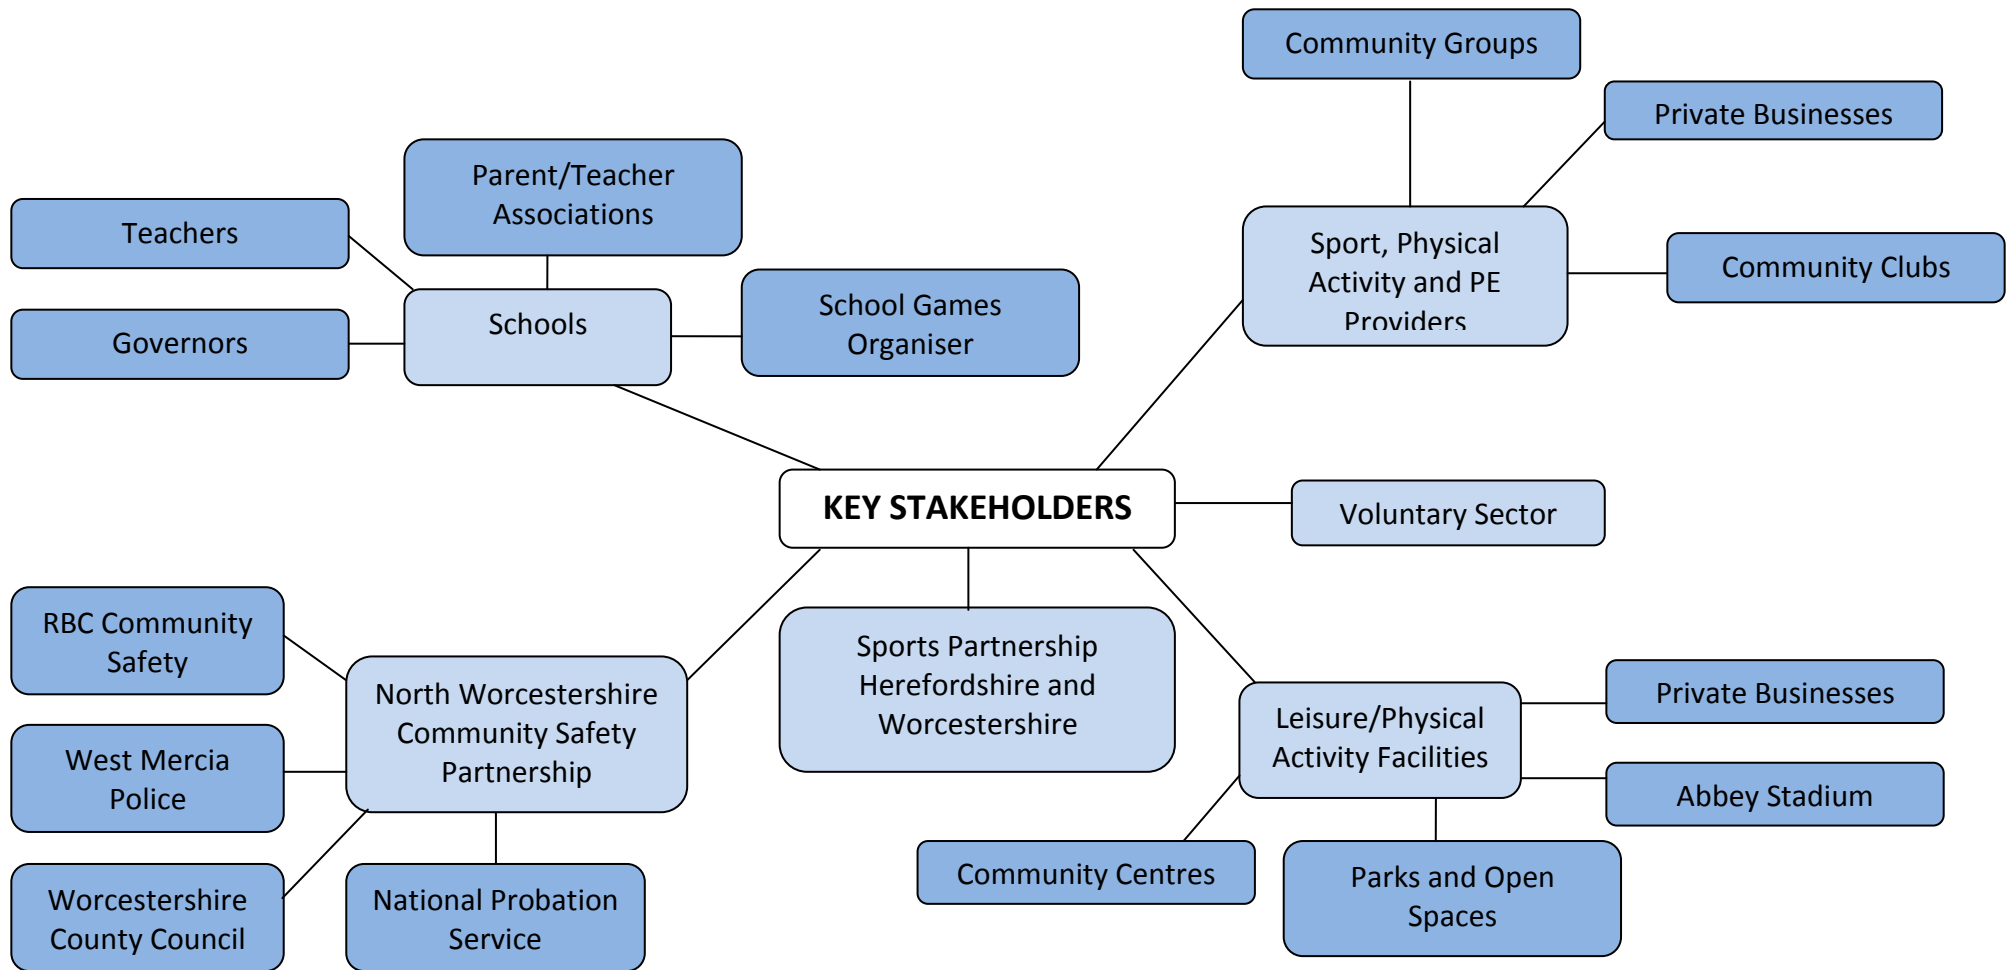 Community Groups
Private Businesses
Parent/Teacher
Associations
Teachers
Sport, Physical
Activity and PE
Providers
Community Clubs
School Games
Organiser
Schools
Governors
KEY STAKEHOLDERS
Voluntary Sector
RBC Community
Safety
Sports Partnership
Herefordshire and
Worcestershire
North Worcestershire
Community Safety
Partnership
Private Businesses
Leisure/Physical
Activity Facilities
West Mercia
Police
Abbey Stadium
Community Centres
Parks and Open
Spaces
Worcestershire
County Council
National Probation
Service